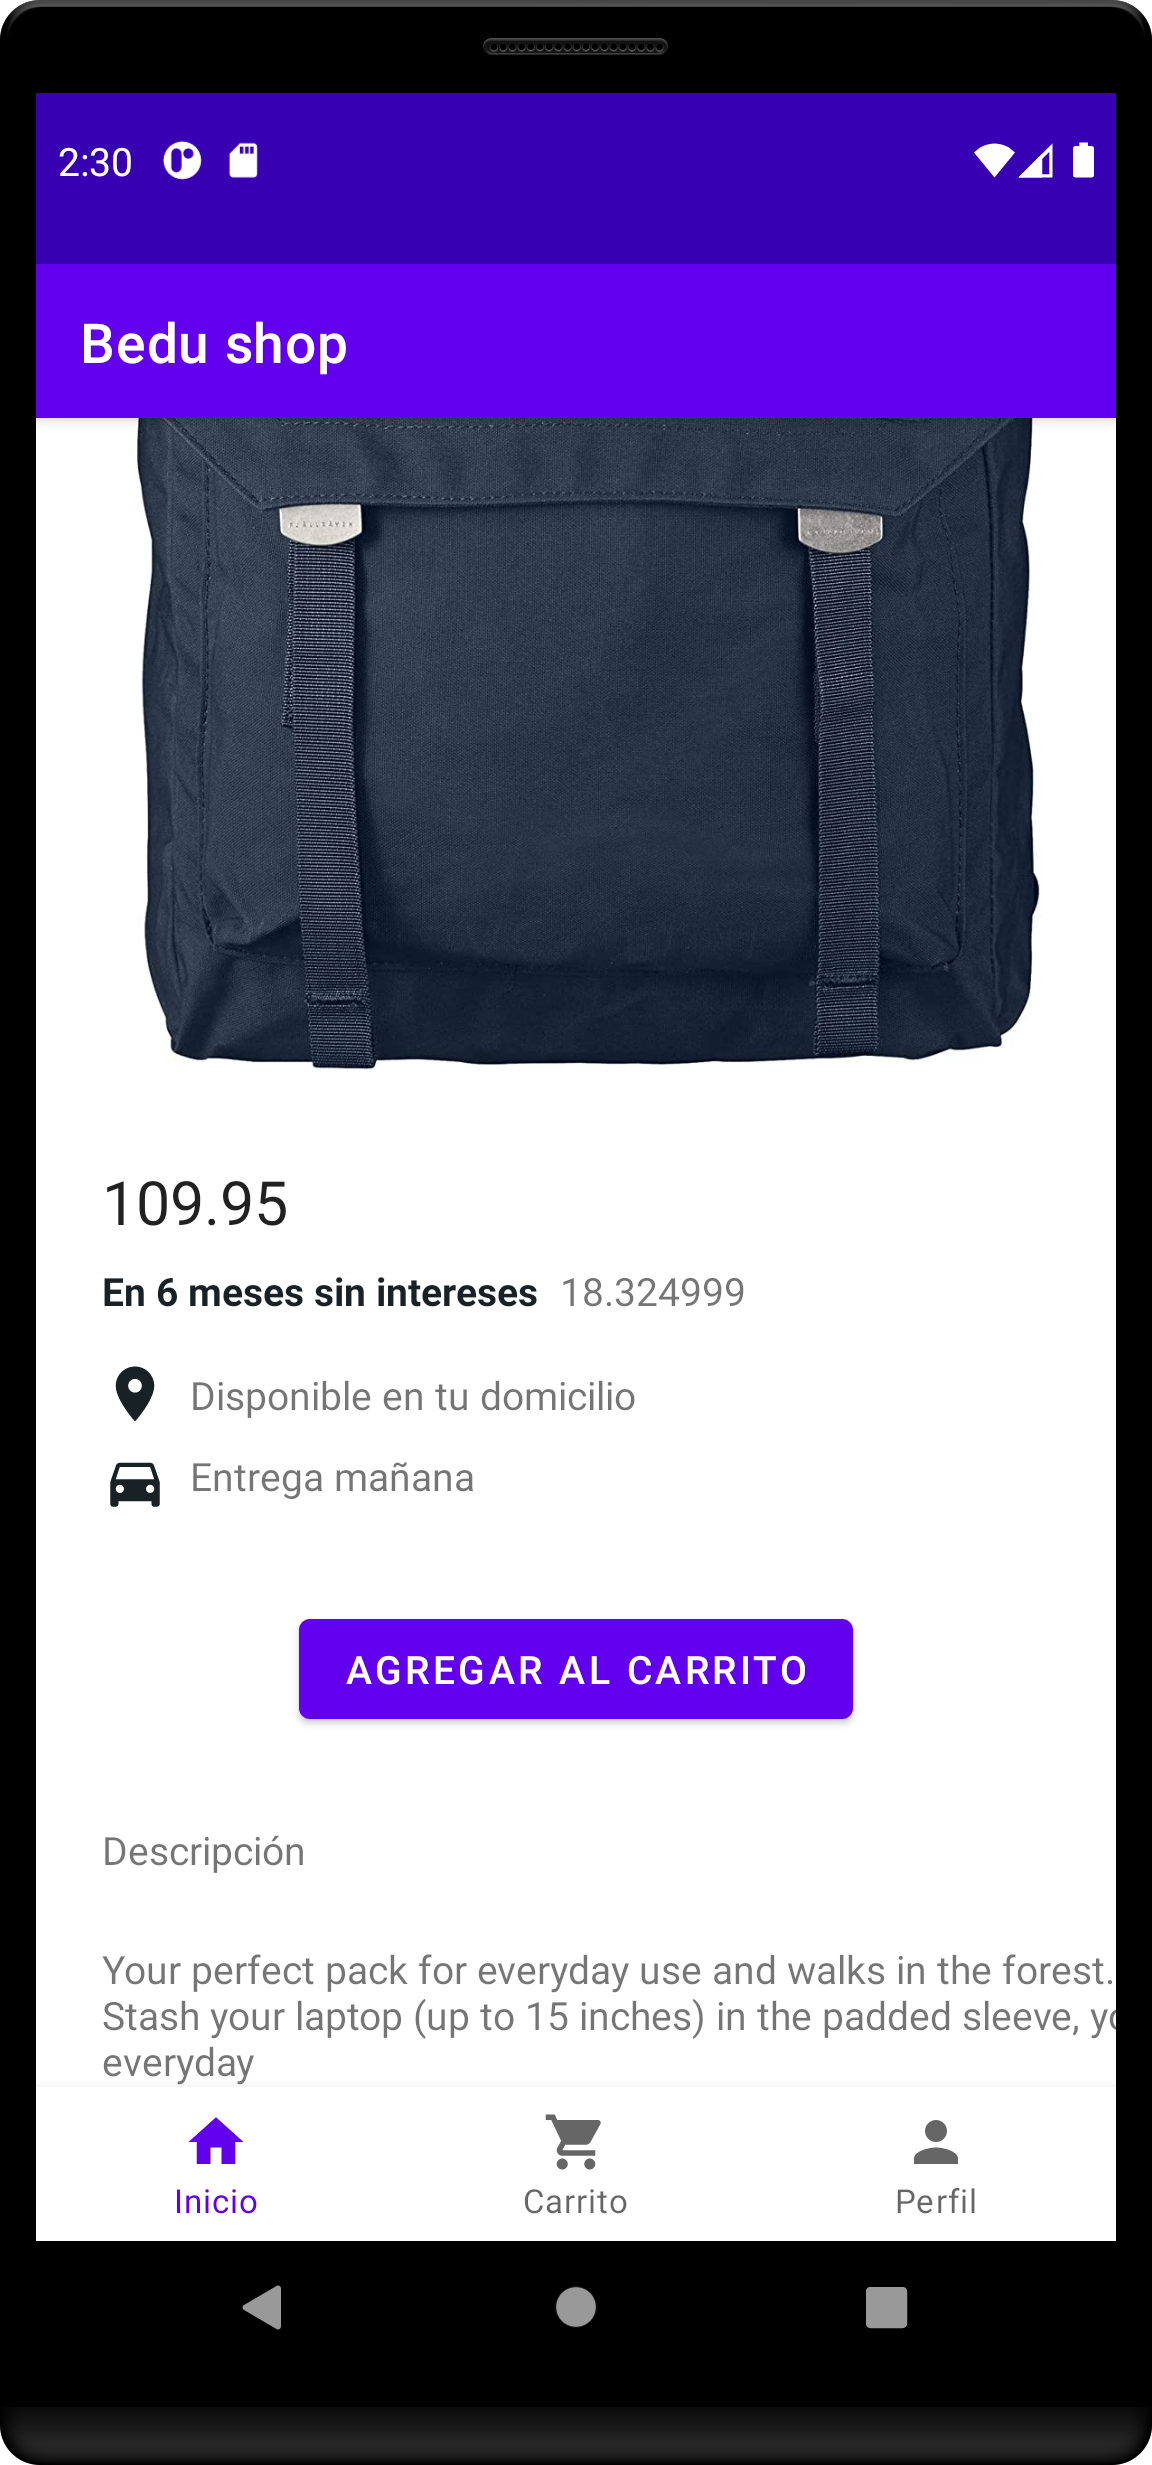 2:30
Bedu shop
109.95
En 6 meses sin intereses 18.324999
Disponible en tu domicilio
Entrega mañana
AGREGAR AL CARRITO
Descripción
Your perfect pack for everyday use and walks in the forest.
Stash your laptop (up to 15 inches) in the padded sleeve,
everyday
Inicio
Carrito
Perfil